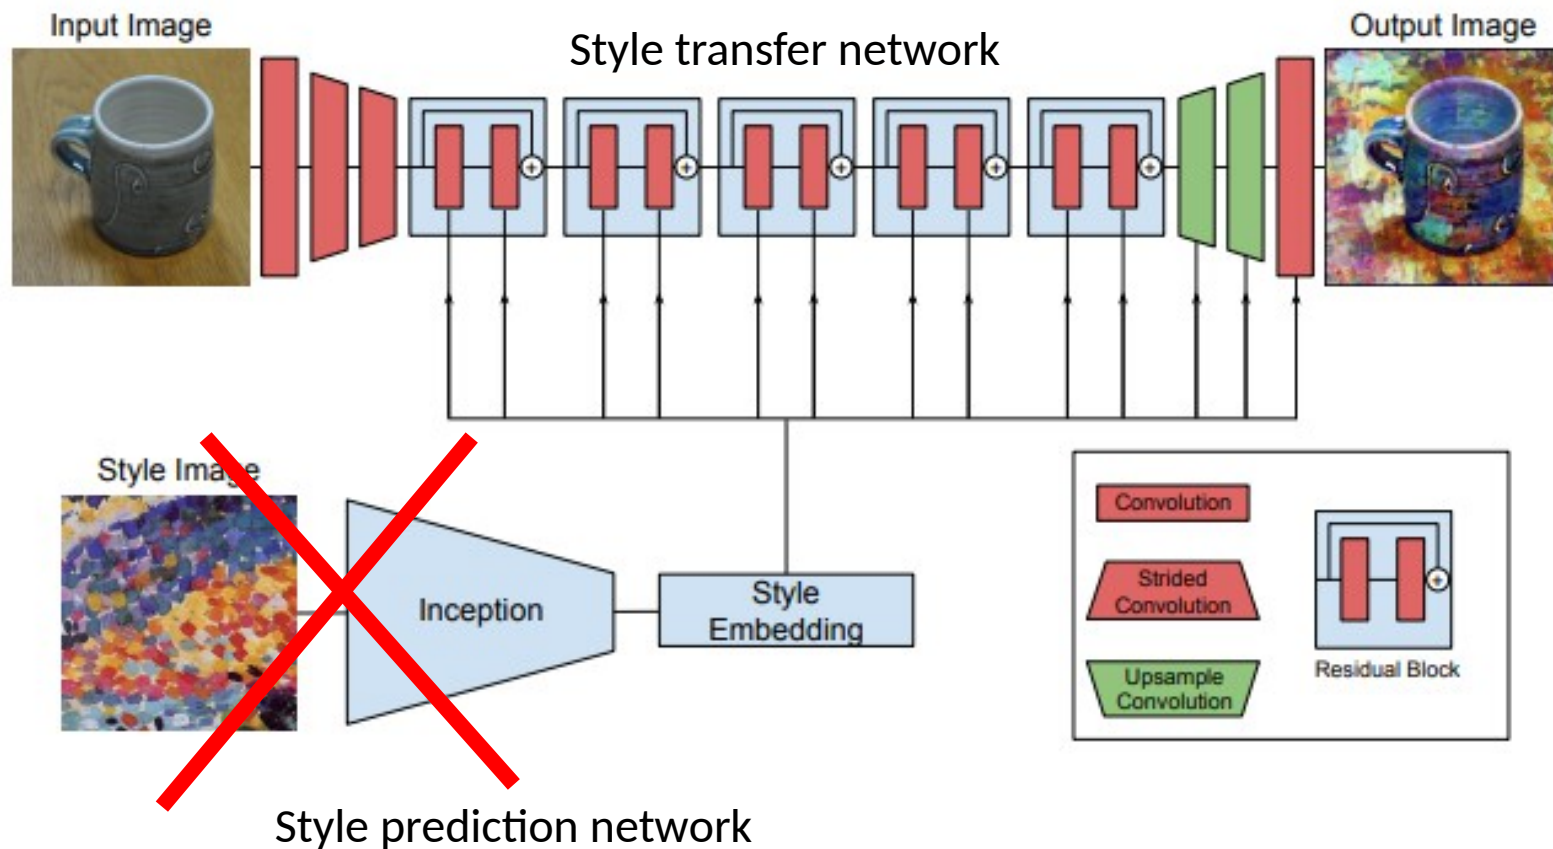 Input Image
Style transfer network
Output Image
Style Image
Inception
Style
Embedding
Convolution
Strided
Convolution
Upsample
Convolution
Residual Block
Style prediction network